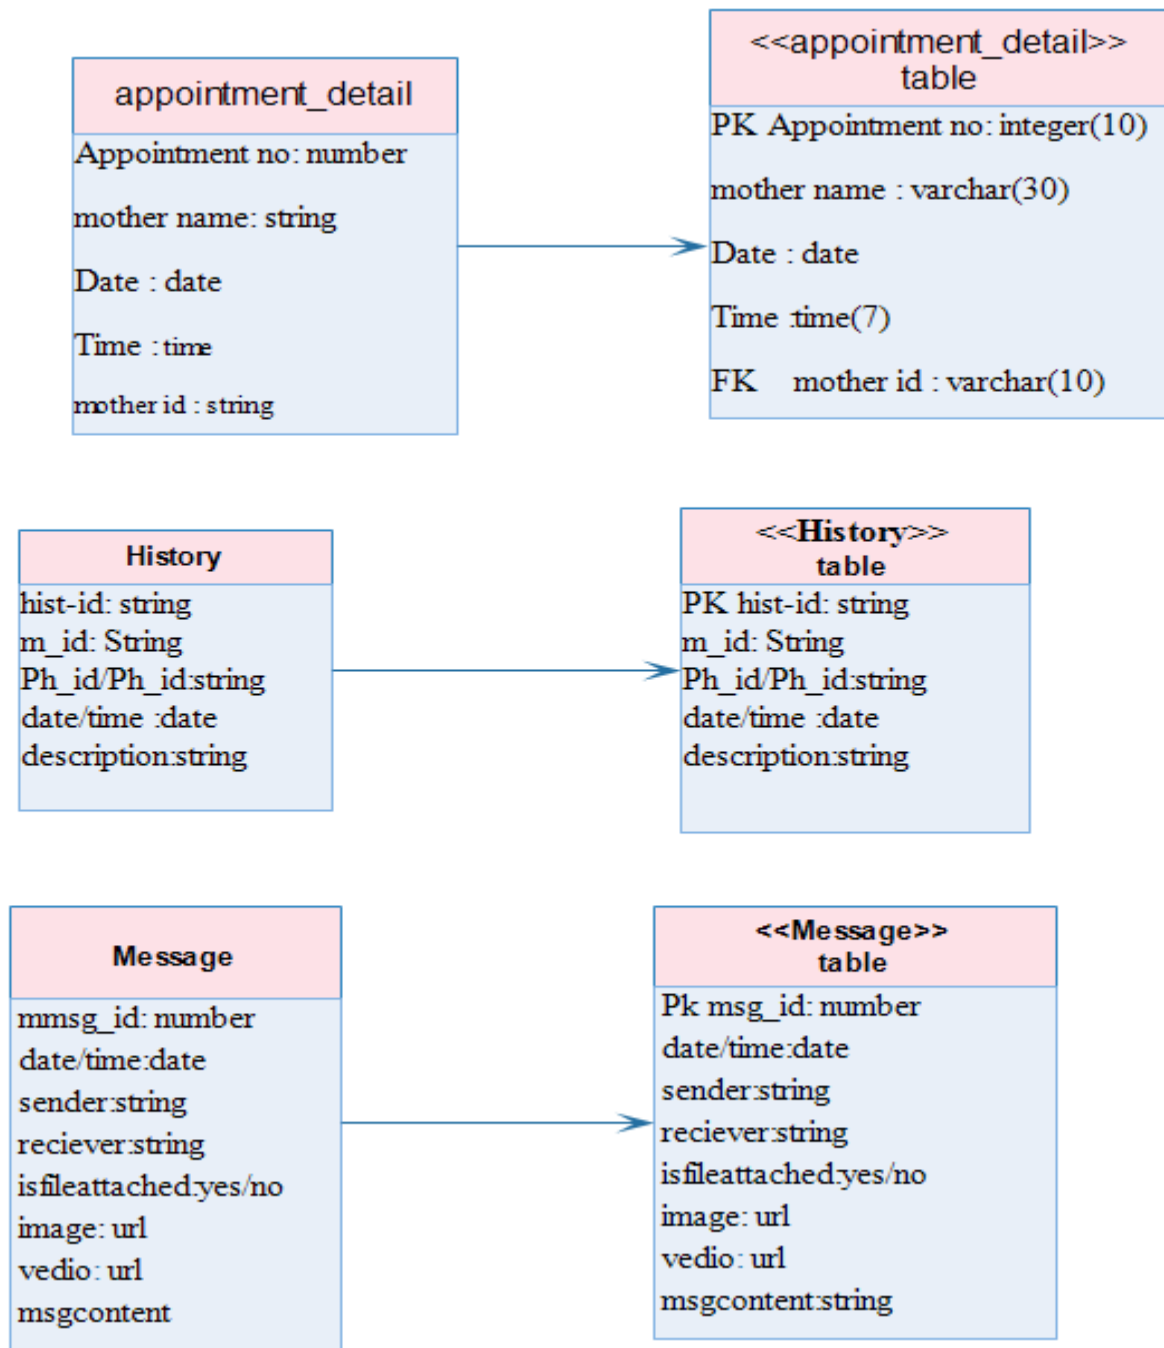 appointment_detail
Appointment no: number
mother name: string
Date : date
Time : time
mother id : string
<<appointment_detail>>
table
PK Appointment no: integer(10)
mother name : varchar(30)
Date : date
Time :time(7)
FK mother id : varchar(10)
History
hist-id: string
m_id: String
Ph_id/Ph_id:string
date/time :date
description:string
<<History>>
table
PK hist-id: string
m_id: String
Ph_id/Ph_id:string
date/time :date
description:string
Message
mmsg_id: number
date/time:date
sender:string
reciever:string
isfileattached:yes/no
image: url
vedio: url
msgcontent
<<Message>>
table
Pk msg_id: number
date/time:date
sender:string
reciever:string
isfileattached:yes/no
image: url
vedio: url
msgcontent:string